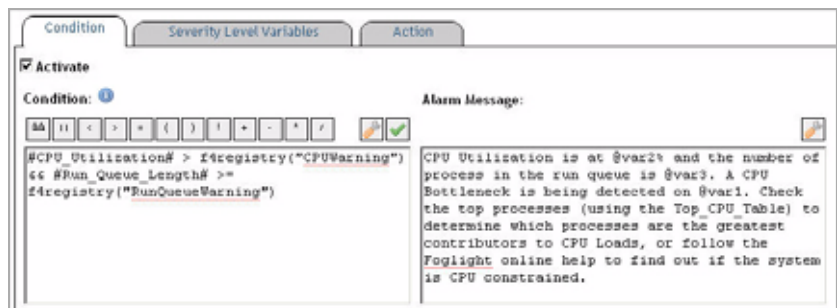 Condition Severity Level Variables Action
Activate
Condition:
&& || < > = ( ) ! + - * /
#CPU_Utilization# > f4registry("CPUWarning")
&& #Run_Queue_Length# >=
f4registry("RunQueueWarning")
Alarm Message:
CPU Utilization is at @var2% and the number of
process in the run queue is @var3. A CPU
Bottleneck is being detected on @var1. Check
the top processes (using the Top_CPU_Table) to
determine which processes are the greatest
contributors to CPU Loads, or follow the
Foglight online help to find out if the system
is CPU constrained.